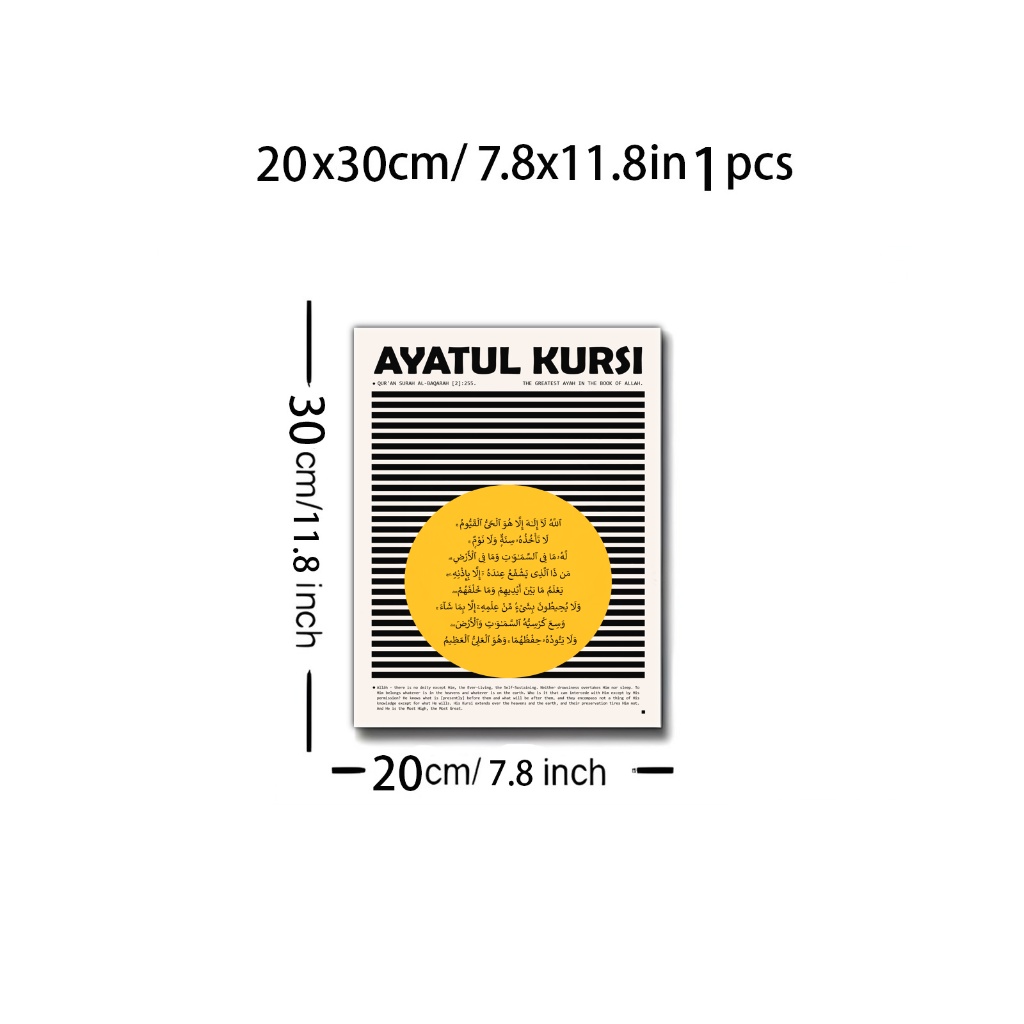 20x30cm/ 7.8x11.8in 1 pcs
AYATUL KURSI
QUR'AN SURAH AL-BAQARAH [2]:255.
THE GREATEST AYAH IN THE BOOK OF ALLAH.
ٱللَّهُ لَآ إِلَـٰهَ إِلَّا هُوَ ٱلْحَىُّ ٱلْقَيُّومُ ۚ
لَا تَأْخُذُهُۥ سِنَةٌ وَلَا نَوْمٌ ۚ
لَّهُۥ مَا فِى ٱلسَّمَـٰوَٰتِ وَمَا فِى ٱلْأَرْضِ ۗ
مَن ذَا ٱلَّذِى يَشْفَعُ عِندَهُۥٓ إِلَّا بِإِذْنِهِۦ ۚ
يَعْلَمُ مَا بَيْنَ أَيْدِيهِمْ وَمَا خَلْفَهُمْ ۖ
وَلَا يُحِيطُونَ بِشَىْءٍ مِّنْ عِلْمِهِۦٓ إِلَّا بِمَا شَآءَ ۚ
وَسِعَ كُرْسِيُّهُ ٱلسَّمَـٰوَٰتِ وَٱلْأَرْضَ ۖ
وَلَا يَـُٔودُهُۥ حِفْظُهُمَا ۚ وَهُوَ ٱلْعَلِىُّ ٱلْعَظِيمُ
Allah - there is no deity except Him, the Ever-Living, the Self-Sustaining. Neither drowsiness overtakes Him nor sleep. To
Him belongs whatever is in the heavens and whatever is on the earth. Who is it that can intercede with Him except by His
permission? He knows what is [presently] before them and what will be after them, and they encompass not a thing of His
knowledge except for what He wills. His Kursi extends over the heavens and the earth, and their preservation tires Him not.
And He is the Most High, the Most Great.
30cm/11.8 inch
20cm/ 7.8 inch